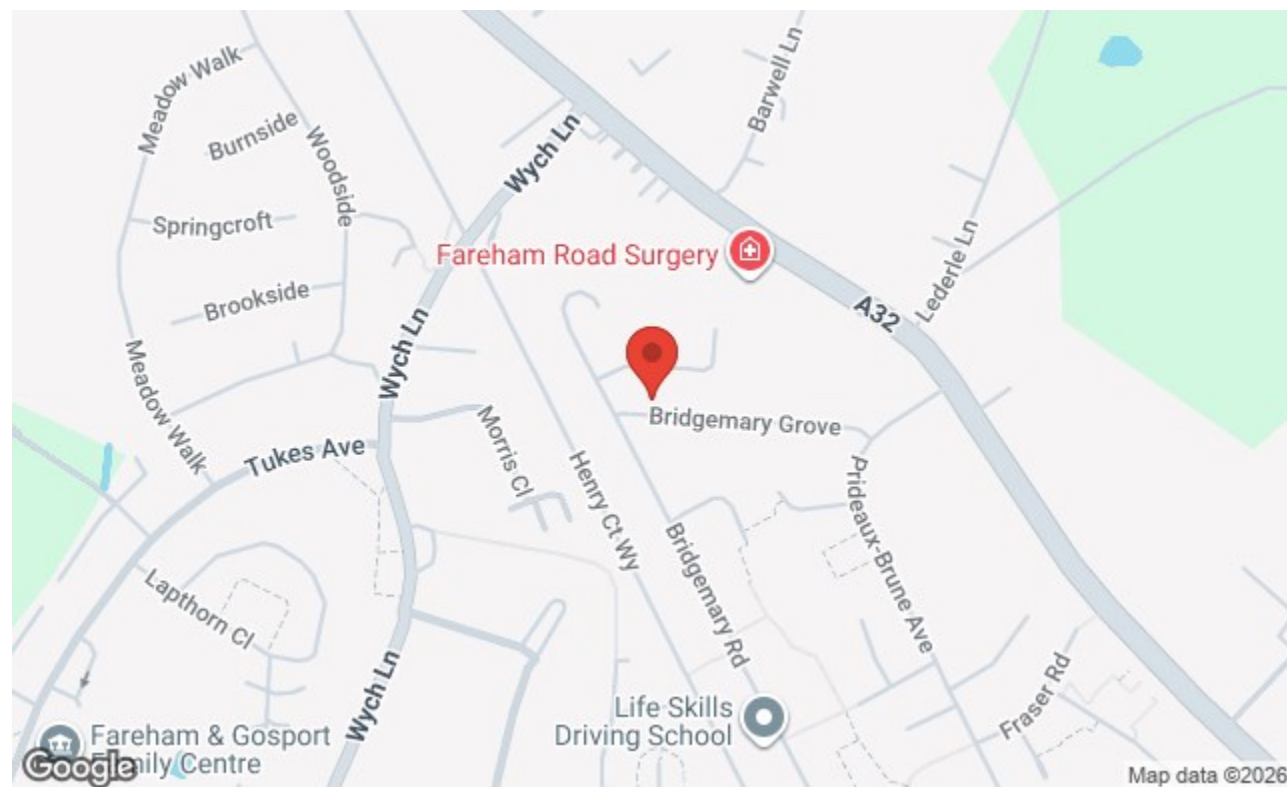 Meadow Walk
Burnside
Woodside
Springcroft
Brookside
Meadow Walk
Wych Ln
Barwell Ln
Fareham Road Surgery
A32
Lederle Ln
Wych Ln
Bridgemary Grove
Tukes Ave
Morris Cl
Henry Ct Wy
Prideaux-Brune Ave
Bridgemary Rd
Lapthorn Cl
Wych Ln
Fraser Rd
Life Skills
Driving School
Fareham & Gosport
Family Centre
Google
Map data ©2026